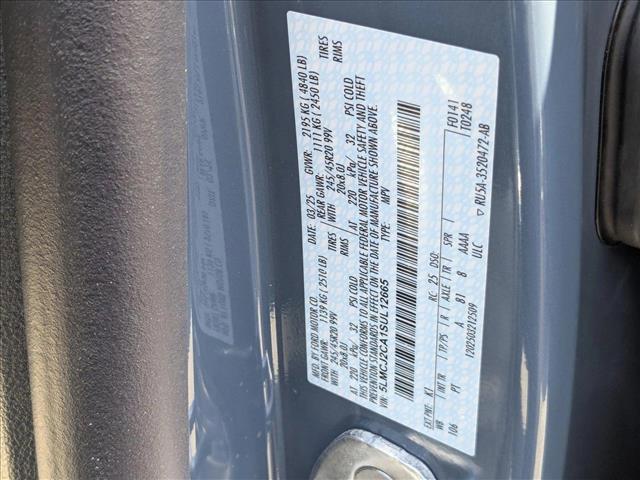 MFD. BY FORD MOTOR CO.
DATE: 03/25 GVWR: 2195 KG ( 4840 LB)
FRONT GAWR: 1139 KG ( 2510 LB) REAR GAWR: 1111 KG ( 2450 LB)
245/45R20 99V TIRES WITH 245/45R20 99V TIRES
20x8.0J RIMS 20x8.0J RIMS
AT 220 kPa/ 32 PSI COLD AT 220 kPa/ 32 PSI COLD
THIS VEHICLE CONFORMS TO ALL APPLICABLE FEDERAL MOTOR VEHICLE SAFETY AND THEFT
PREVENTION STANDARDS IN EFFECT ON THE DATE OF MANUFACTURE SHOWN ABOVE.
VIN: 5LMCJ2CA1SUL12665 TYPE: MPV
EXT PNT: K1 RC: 25 DSO: F0141
WB INT TR TP/PS R AXLE TR SPR 1T0248
106 PT A B1 8 AAAA
1202503212509 ULC ▽ RU5A-3520472-AB